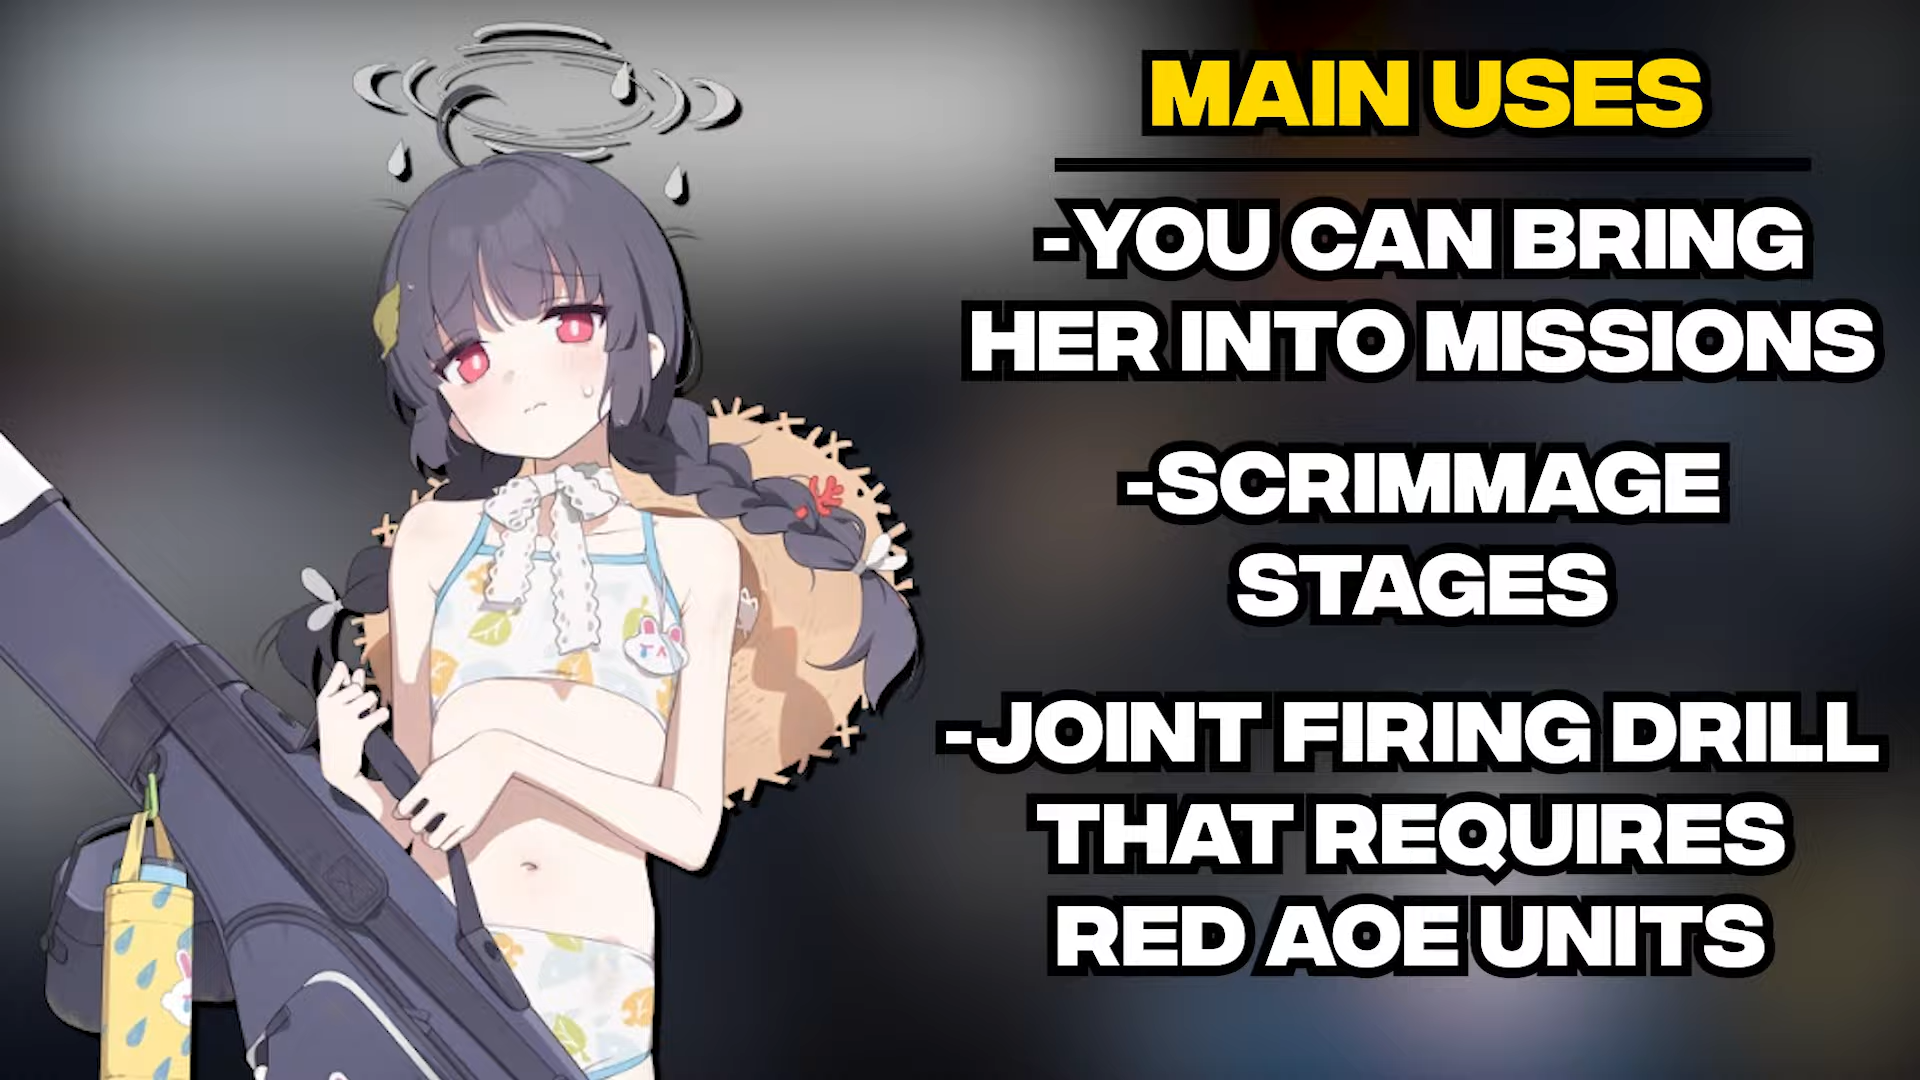 MAIN USES
-YOU CAN BRING
HER INTO MISSIONS
-SCRIMMAGE
STAGES
-JOINT FIRING DRILL
THAT REQUIRES
RED AOE UNITS